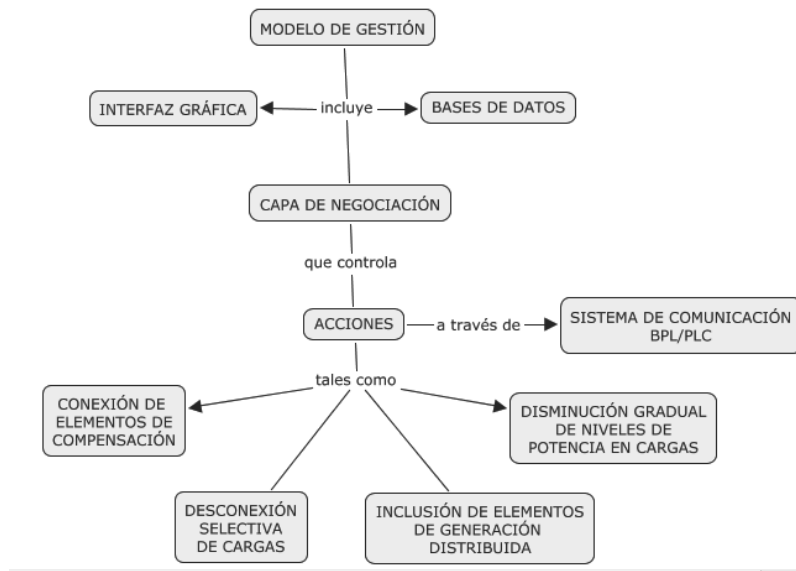 MODELO DE GESTIÓN
INTERFAZ GRÁFICA
incluye
BASES DE DATOS
CAPA DE NEGOCIACIÓN
que controla
ACCIONES
a través de
SISTEMA DE COMUNICACIÓN
BPL/PLC
tales como
CONEXIÓN DE
ELEMENTOS DE
COMPENSACIÓN
DISMINUCIÓN GRADUAL
DE NIVELES DE
POTENCIA EN CARGAS
DESCONEXIÓN
SELECTIVA
DE CARGAS
INCLUSIÓN DE ELEMENTOS
DE GENERACIÓN
DISTRIBUIDA